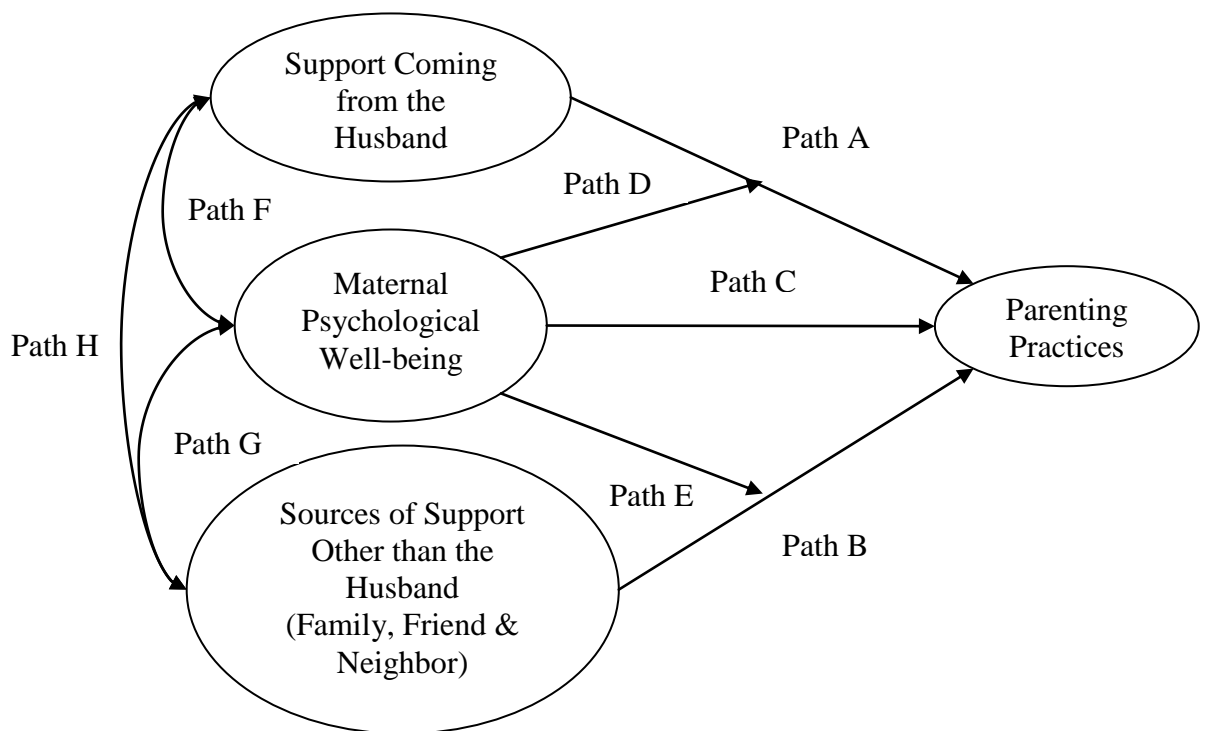 Support Coming
from the
Husband
Path A
Path D
Path F
Maternal
Psychological
Well-being
Path C
Parenting
Practices
Path H
Path G
Path E
Sources of Support
Other than the
Husband
(Family, Friend &
Neighbor)
Path B